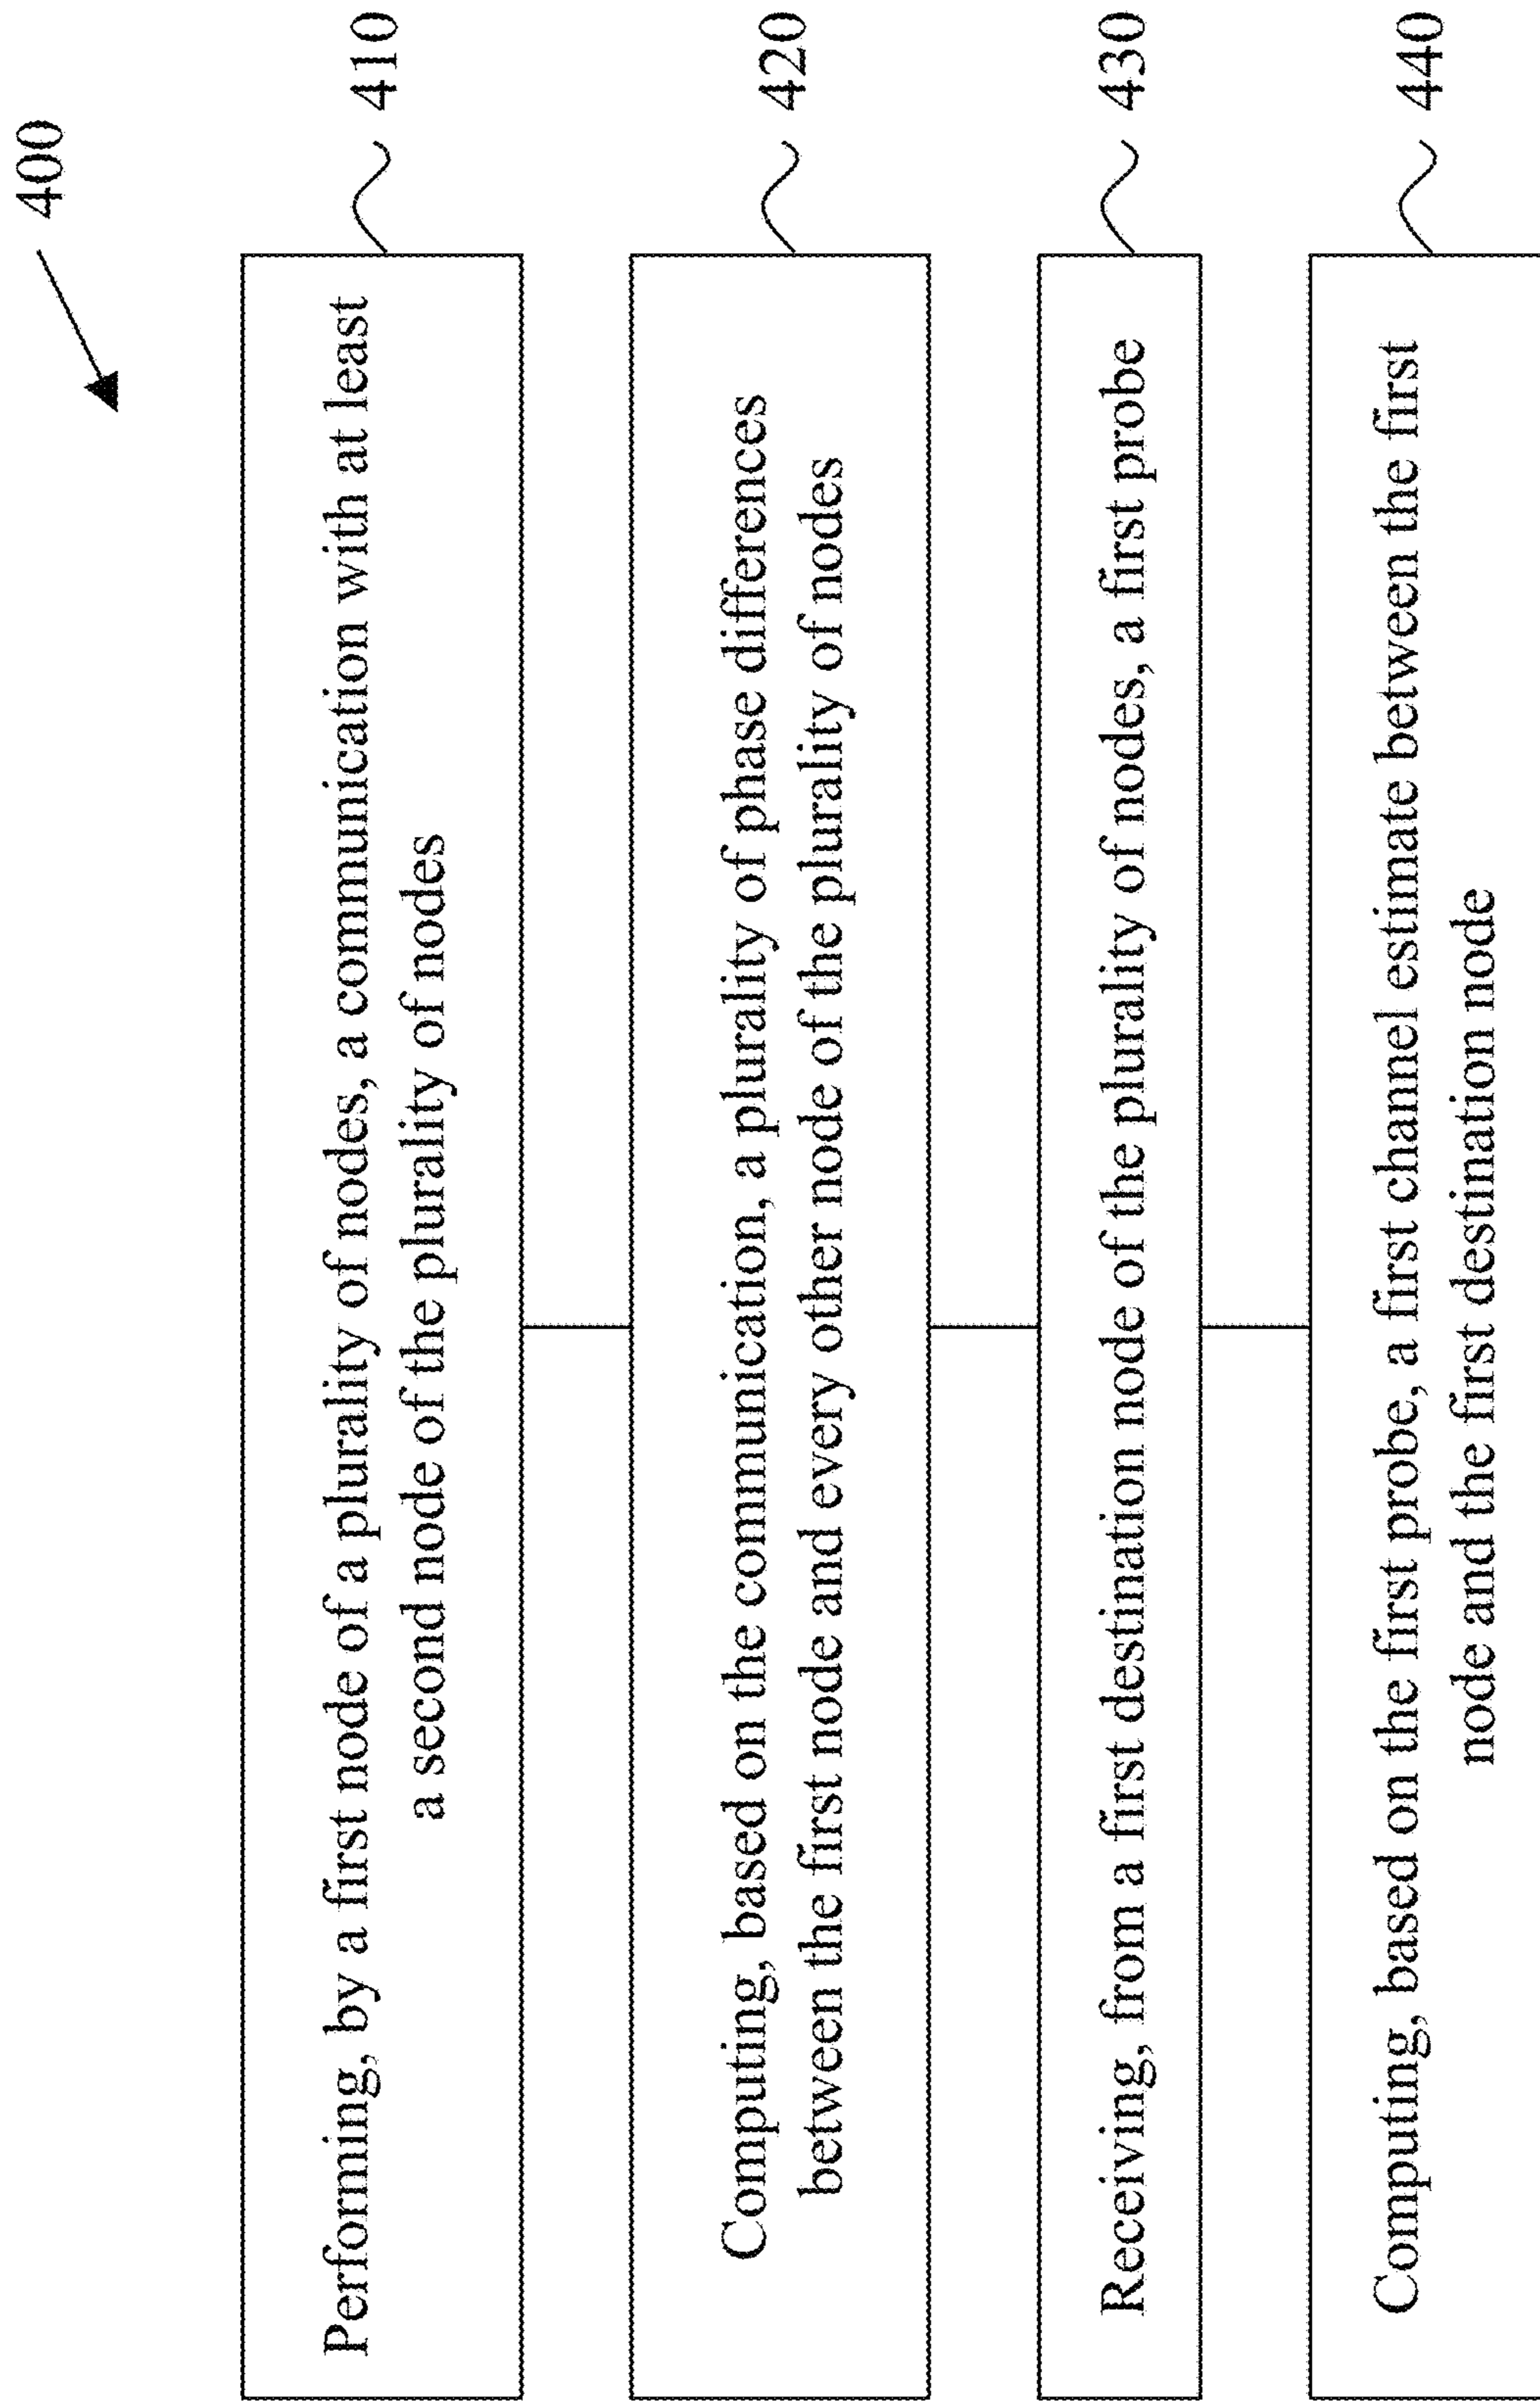 400
Performing, by a first node of a plurality of nodes, a communication with at least
a second node of the plurality of nodes
410
Computing, based on the communication, a plurality of phase differences
between the first node and every other node of the plurality of nodes
420
Receiving, from a first destination node of the plurality of nodes, a first probe
430
Computing, based on the first probe, a first channel estimate between the first
node and the first destination node
440